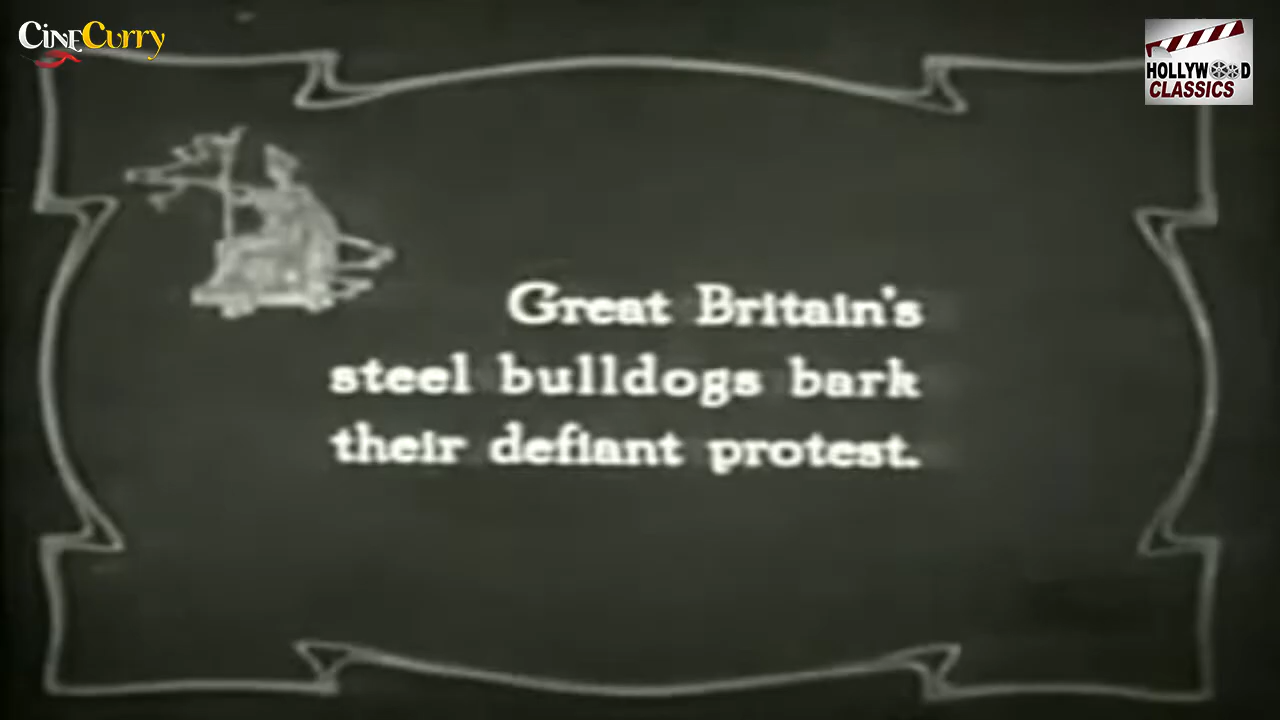 CineCurry
HOLLYWOOD
CLASSICS
Great Britain's
steel bulldogs bark
their defiant protest.